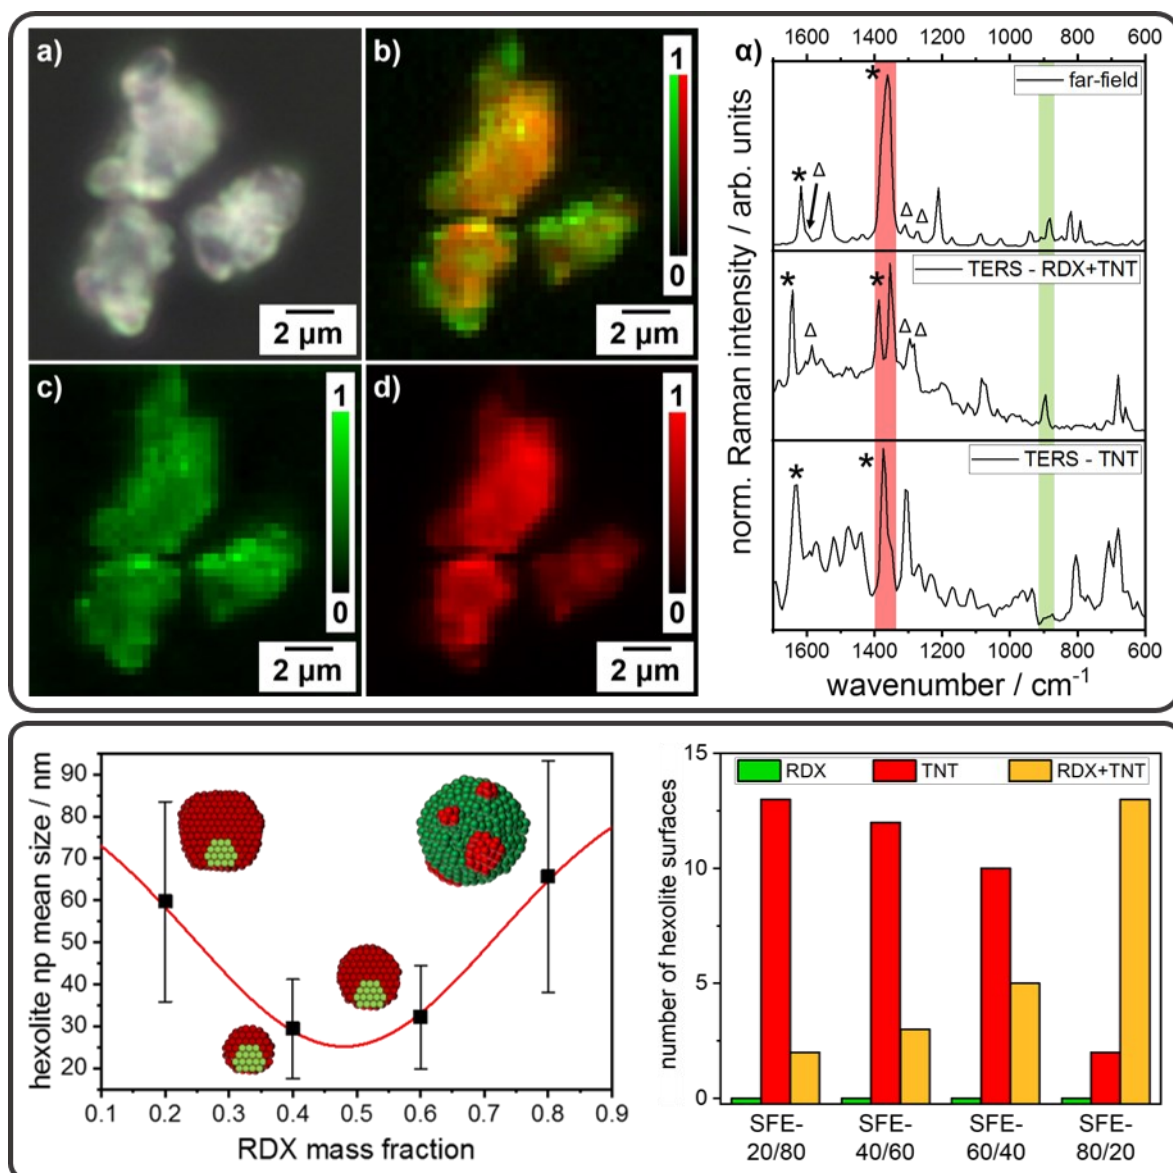 a)
2 µm
b)
1
0
2 µm
c)
1
0
2 µm
d)
1
0
2 µm
α)
1600 1400 1200 1000 800 600
far-field
* * Δ Δ Δ
TERS - RDX+TNT
* * Δ Δ Δ
TERS - TNT
* *
norm. Raman intensity / arb. units
1600 1400 1200 1000 800 600
wavenumber / cm⁻¹
hexolite np mean size / nm
90
80
70
60
50
40
30
20
0.1 0.2 0.3 0.4 0.5 0.6 0.7 0.8 0.9
RDX mass fraction
number of hexolite surfaces
15
10
5
0
RDX TNT RDX+TNT
SFE- SFE- SFE- SFE-
20/80 40/60 60/40 80/20